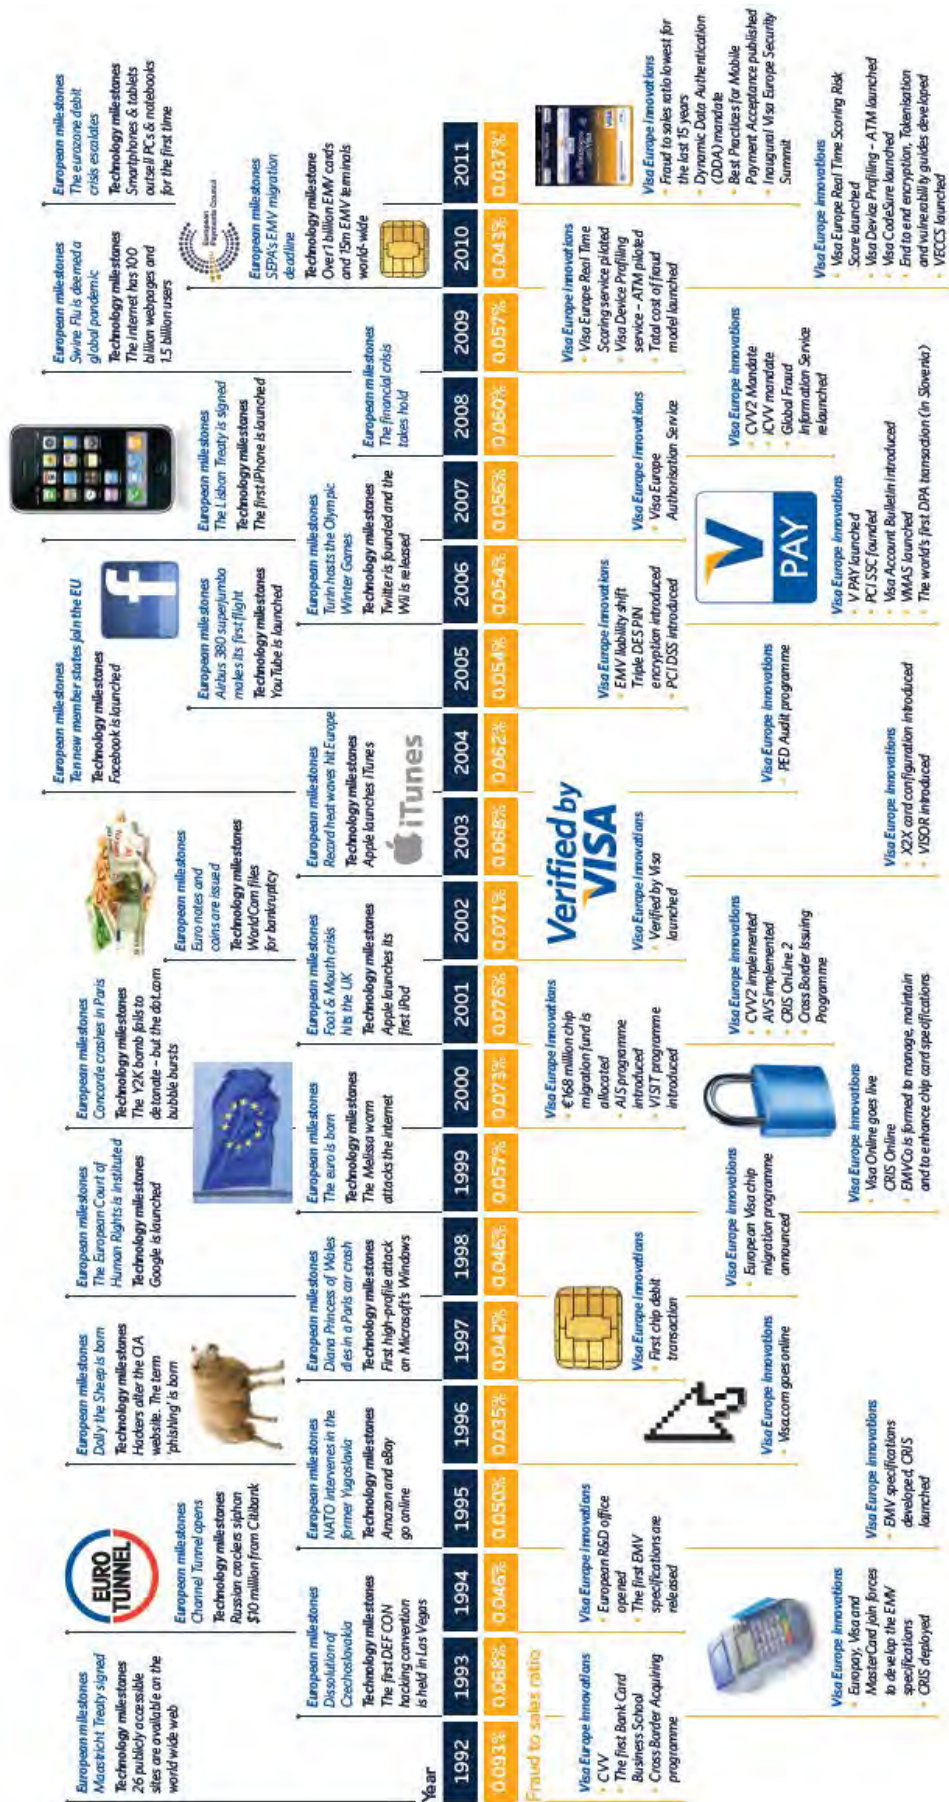 European milestones
Maastricht Treaty signed
Technology milestones
26 publicly accessible
sites are available on the
world wide web
European milestones
Dissolution of
Czechoslovakia
Technology milestones
The first DEF CON
hacking convention
is held in Las Vegas
EURO
TUNNEL
European milestones
Channel Tunnel opens
Technology milestones
Russian crackers siphon
$10 million from Citibank
European milestones
NATO intervenes in the
former Yugoslavia
Technology milestones
Amazon and eBay
go online
European milestones
Dolly the Sheep is born
Technology milestones
Hackers alter the CIA
website. The term
'phishing' is born
European milestones
Diana Princess of Wales
dies in a Paris car crash
Technology milestones
First high-profile attack
on Microsoft's Windows
European milestones
The European Court of
Human Rights is instituted
Technology milestones
Google is launched
European milestones
The euro is born
Technology milestones
The Melissa worm
attacks the internet
European milestones
Concorde crashes in Paris
Technology milestones
The Y2K bomb fails to
detonate – but the dot.com
bubble bursts
European milestones
Foot & Mouth crisis
hits the UK
Technology milestones
Apple launches its
first iPod
European milestones
Euro notes and
coins are issued
Technology milestones
WorldCom files
for bankruptcy
European milestones
Record heat waves hit Europe
Technology milestones
Apple launches iTunes
iTunes
European milestones
Ten new member states join the EU
Technology milestones
Facebook is launched
f
European milestones
Airbus 380 superjumbo
makes its first flight
Technology milestones
YouTube is launched
European milestones
Turin hosts the Olympic
Winter Games
Technology milestones
Twitter is founded and the
Wii is released
European milestones
The Lisbon Treaty is signed
Technology milestones
The first iPhone is launched
European milestones
The financial crisis
takes hold
European milestones
Swine Flu is deemed a
global pandemic
Technology milestones
The internet has 100
billion webpages and
1.5 billion users
European
Payments Council
European milestones
SEPA's EMV migration
deadline
Technology milestone
Over 1 billion EMV cards
and 15m EMV terminals
world-wide
European milestones
The eurozone debit
crisis escalates
Technology milestones
Smartphones & tablets
outsell PCs & notebooks
for the first time
Year
1992 1993 1994 1995 1996 1997 1998 1999 2000 2001 2002 2003 2004 2005 2006 2007 2008 2009 2010 2011
0.093% 0.068% 0.046% 0.050% 0.035% 0.042% 0.046% 0.057% 0.073% 0.076% 0.071% 0.068% 0.062% 0.054% 0.054% 0.056% 0.060% 0.057% 0.043% 0.037%
Fraud to sales ratio
Visa Europe innovations
• CVV
• The first Bank Card
Business School
• Cross Border Acquiring
programme
Visa Europe innovations
• Europay, Visa and
MasterCard join forces
to develop the EMV
specifications
• CRIS deployed
Visa Europe innovations
• European R&D office
opened
• The first EMV
specifications are
released
Visa Europe innovations
• EMV specifications
developed, CRIS
launched
Visa Europe innovations
• Visa.com goes online
Visa Europe innovations
• First chip debit
transaction
Visa Europe innovations
• European Visa chip
migration programme
announced
Visa Europe innovations
• Visa Online goes live
CRIS Online
• EMVCo is formed to manage, maintain
and to enhance chip card specifications
Visa Europe innovations
• €168 million chip
migration fund is
allocated
• AIS programme
introduced
• VISIT programme
introduced
Visa Europe innovations
• CVV2 implemented
• AVS implemented
• CRIS OnLine 2
• Cross Border Issuing
Programme
Verified by
VISA
Visa Europe innovations
• Verified by Visa
launched
Visa Europe innovations
• X2X card configuration introduced
• VISOR introduced
Visa Europe innovations
• PED Audit programme
Visa Europe innovations
• EMV liability shift
• Triple DES PIN
encryption introduced
• PCI DSS introduced
V
PAY
Visa Europe innovations
• V PAY launched
• PCI SSC founded
• Visa Account Bulletin introduced
• VMAS launched
• The world's first DPA transation (in Slovenia)
Visa Europe innovations
• Visa Europe
Authorisation Service
Visa Europe innovations
• CVV2 Mandate
• iCVV mandate
• Global Fraud
Information Service
relaunched
Visa Europe innovations
• Visa Europe Real Time
Scoring service piloted
• Visa Device Profiling
service – ATM piloted
• Total cost of fraud
model launched
Visa Europe innovations
• Visa Europe Real Time Scoring Risk
Score launched
• Visa Device Profiling – ATM launched
• Visa CodeSure launched
• End to end encryption, Tokenisation
and vulnerability guides developed
• VECCS launched
VISA
Visa Europe innovations
• Fraud to sales ratio lowest for
the last 15 years
• Dynamic Data Authentication
(DDA) mandate
• Best Practices for Mobile
Payment Acceptance published
• Inaugural Visa Europe Security
Summit